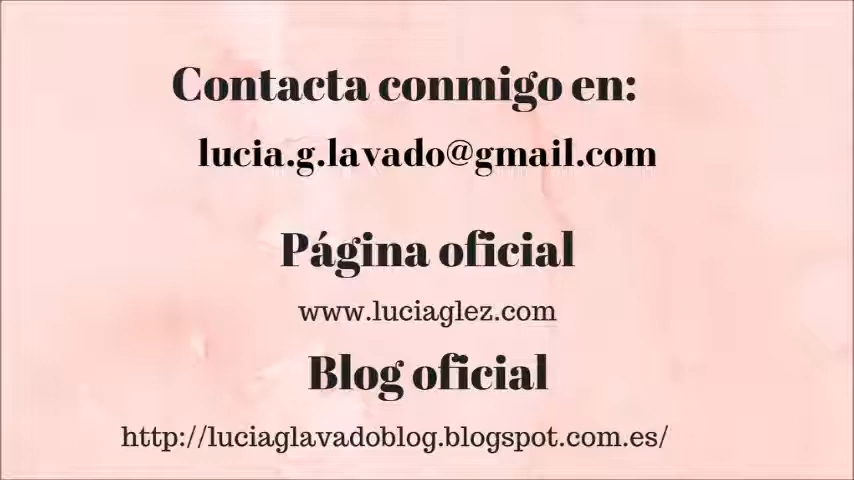 Contacta conmigo en:
lucia.g.lavado@gmail.com
Página oficial
www.luciaglez.com
Blog oficial
http://luciaglavadoblog.blogspot.com.es/